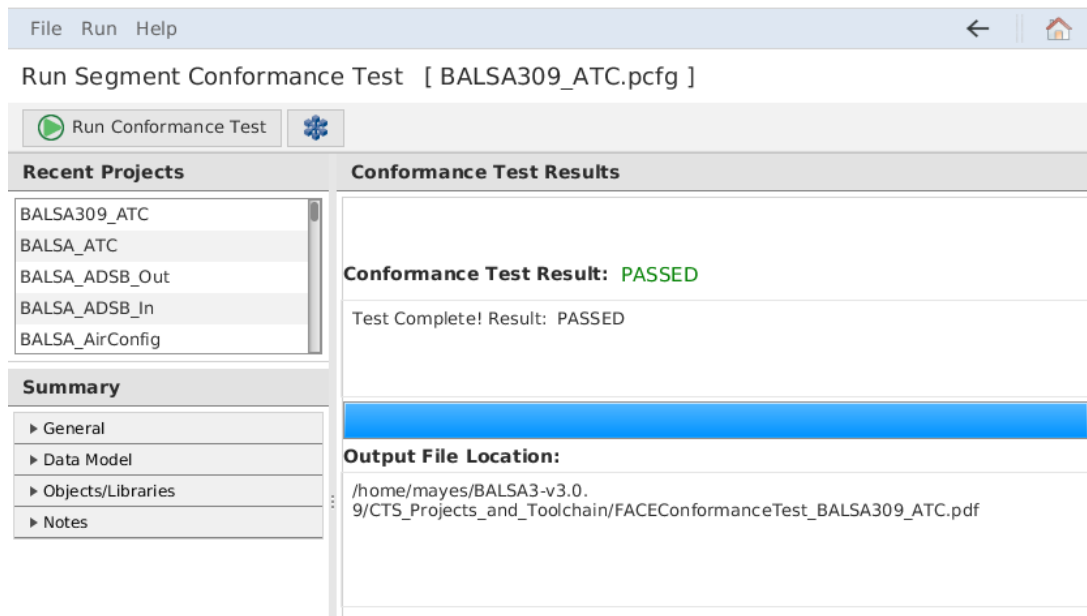 File Run Help
Run Segment Conformance Test [ BALSA309_ATC.pcfg ]
Run Conformance Test
Recent Projects
BALSA309_ATC
BALSA_ATC
BALSA_ADSB_Out
BALSA_ADSB_In
BALSA_AirConfig
Summary
General
Data Model
Objects/Libraries
Notes
Conformance Test Results
Conformance Test Result: PASSED
Test Complete! Result: PASSED
Output File Location:
/home/mayes/BALSA3-v3.0.
9/CTS_Projects_and_Toolchain/FACEConformanceTest_BALSA309_ATC.pdf